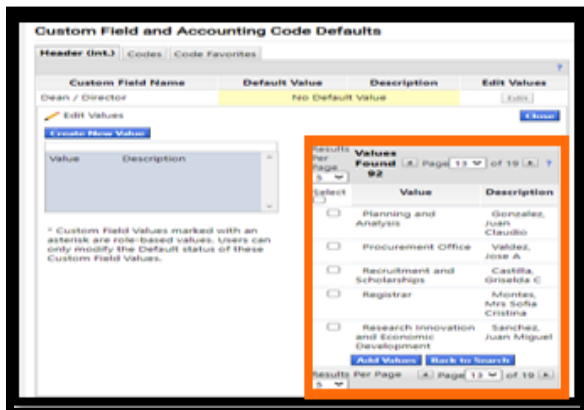 Custom Field and Accounting Code Defaults
Header (Int.) Codes Code Favorites
?
Custom Field Name Default Value Description Edit Values
Dean / Director No Default Value Edit
Edit Values Close
Create New Value
Value Description
* Custom Field Values marked with an
asterisk are role-based values. Users can
only modify the Default status of these
Custom Field Values.
Results Per Page 5 Values Found 92 Page 13 of 19 ?
Select Value Description
Planning and Analysis Gonzalez, Juan Claudio
Procurement Office Valdez, Jose A
Recruitment and Scholarships Castilla, Griselda C
Registrar Montes, Mrs Sofia Cristina
Research Innovation and Economic Development Sanchez, Juan Miguel
Add Values Back to Search
Results Per Page 5 Page 13 of 19